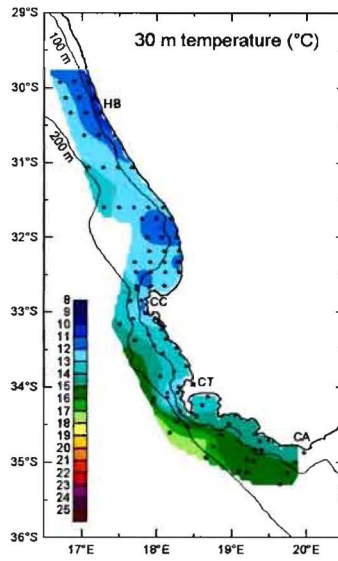 30 m temperature (°C)
29°S
30°S
31°S
32°S
33°S
34°S
35°S
36°S
100 m
200 m
HB
CC
CT
CA
8
9
10
11
12
13
14
15
16
17
18
19
20
21
22
23
24
25
17°E
18°E
19°E
20°E